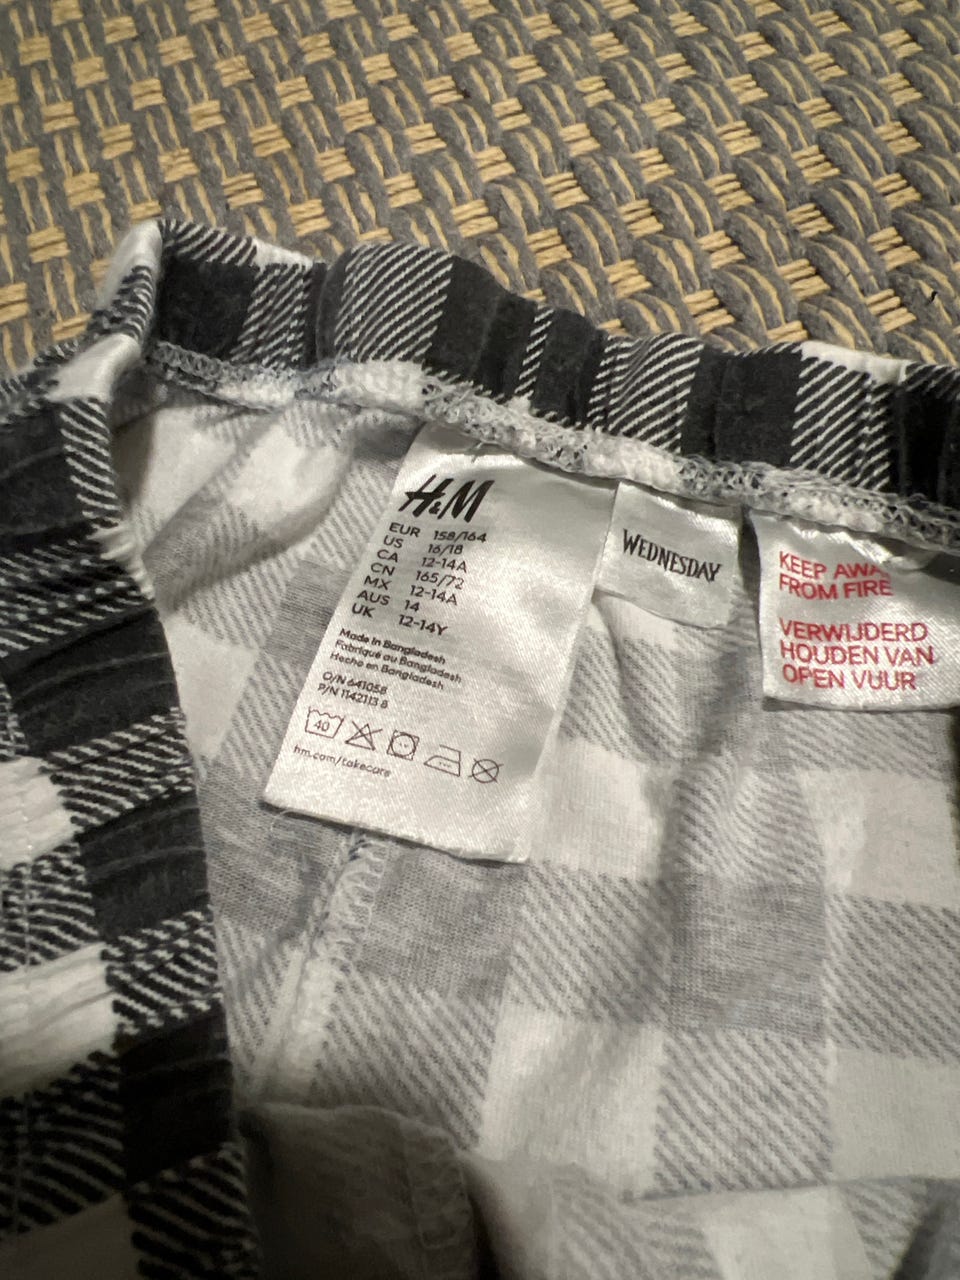 H&M
EUR 158/164
US 16/18
CA 12-14A
CN 165/72
MX 12-14A
AUS 14
UK 12-14Y
Made in Bangladesh
Fabriqué au Bangladesh
Hecho en Bangladesh
O/N 641058
P/N 1142113 8
40
hm.com/takecare
WEDNESDAY
KEEP AWA
FROM FIRE
VERWIJDERD
HOUDEN VAN
OPEN VUUR